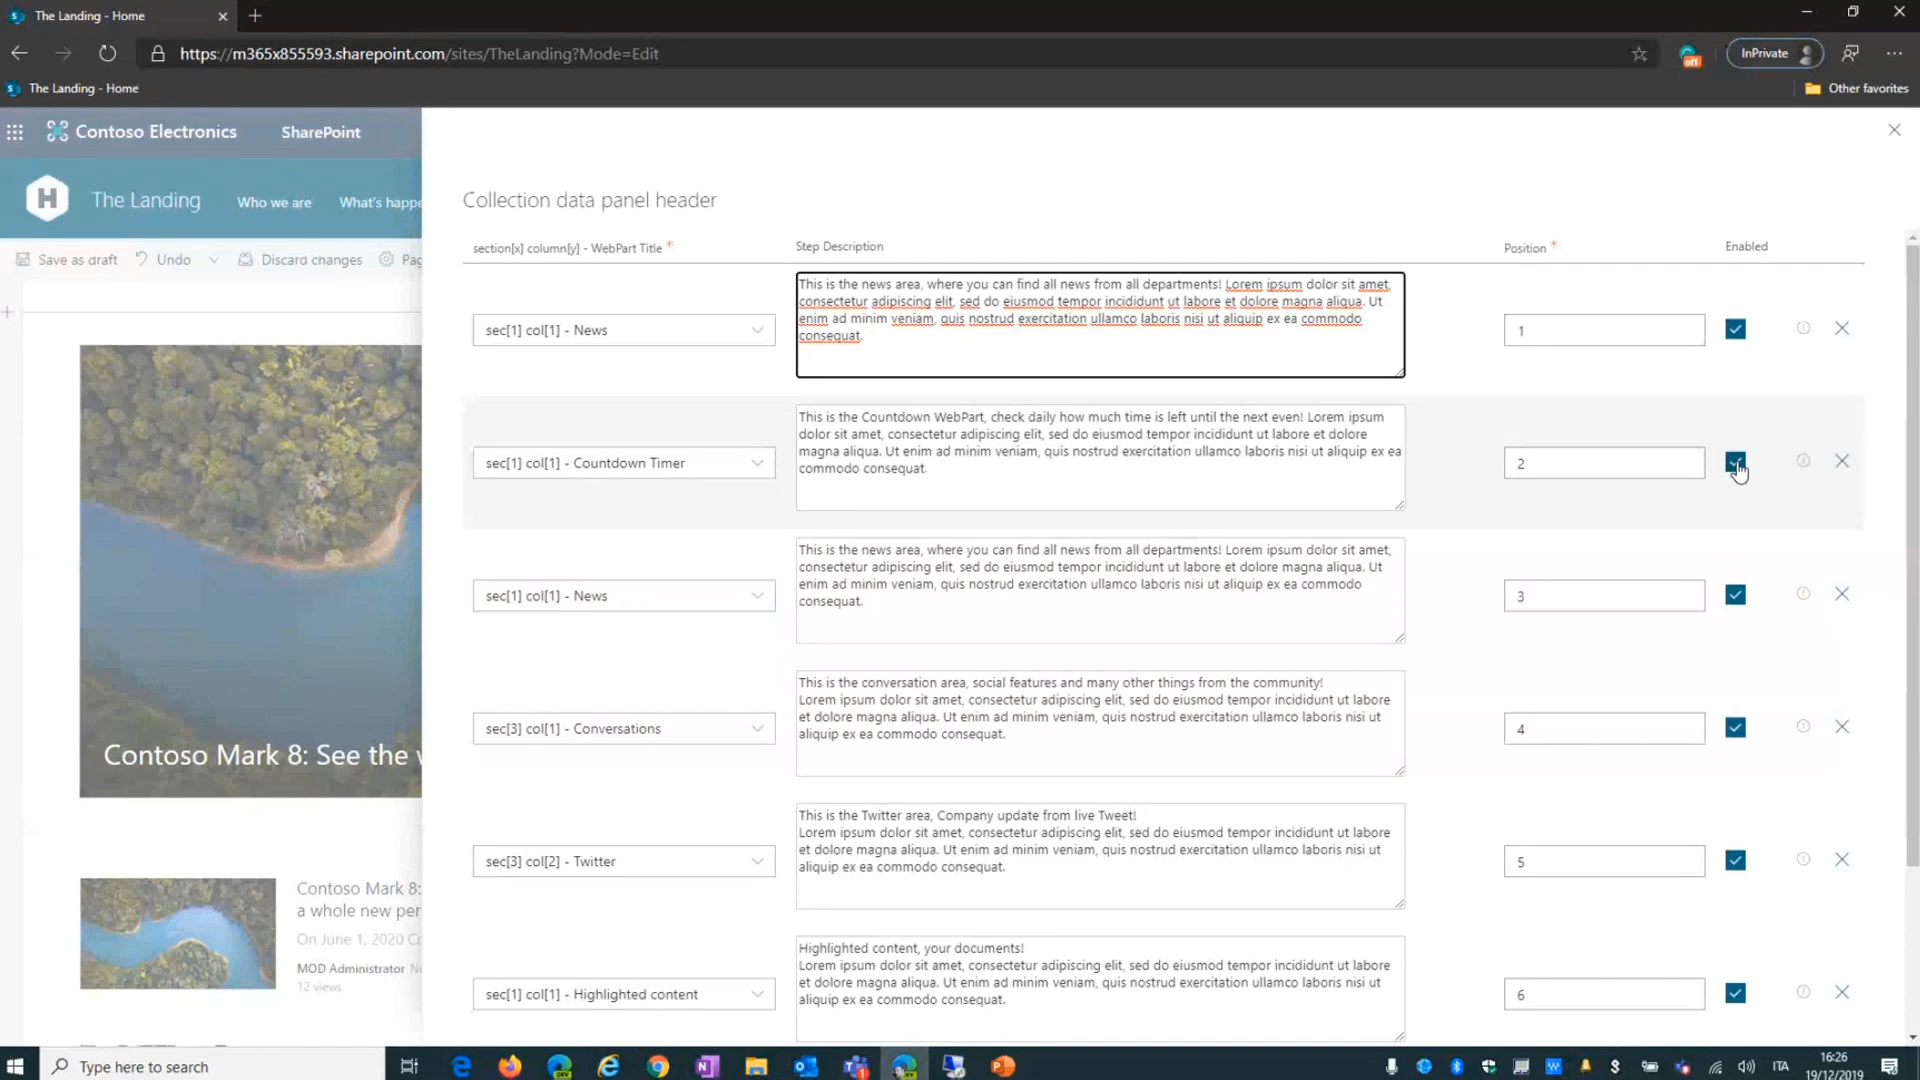 The Landing - Home
https://m365x855593.sharepoint.com/sites/TheLanding?Mode=Edit
off
InPrivate
The Landing - Home
Other favorites
Contoso Electronics
SharePoint
H
The Landing
Who we are
What's happe
Save as draft
Undo
Discard changes
Pag
Contoso Mark 8: See the w
Contoso Mark 8:
a whole new per
On June 1, 2020 Co
MOD Administrator N
12 views
Collection data panel header
section[x] column[y] - WebPart Title *
Step Description
Position *
Enabled
sec[1] col[1] - News
This is the news area, where you can find all news from all departments! Lorem ipsum dolor sit amet,
consectetur adipiscing elit, sed do eiusmod tempor incididunt ut labore et dolore magna aliqua. Ut
enim ad minim veniam, quis nostrud exercitation ullamco laboris nisi ut aliquip ex ea commodo
consequat.
1
sec[1] col[1] - Countdown Timer
This is the Countdown WebPart, check daily how much time is left until the next even! Lorem ipsum
dolor sit amet, consectetur adipiscing elit, sed do eiusmod tempor incididunt ut labore et dolore
magna aliqua. Ut enim ad minim veniam, quis nostrud exercitation ullamco laboris nisi ut aliquip ex ea
commodo consequat.
2
sec[1] col[1] - News
This is the news area, where you can find all news from all departments! Lorem ipsum dolor sit amet,
consectetur adipiscing elit, sed do eiusmod tempor incididunt ut labore et dolore magna aliqua. Ut
enim ad minim veniam, quis nostrud exercitation ullamco laboris nisi ut aliquip ex ea commodo
consequat.
3
sec[3] col[1] - Conversations
This is the conversation area, social features and many other things from the community!
Lorem ipsum dolor sit amet, consectetur adipiscing elit, sed do eiusmod tempor incididunt ut labore
et dolore magna aliqua. Ut enim ad minim veniam, quis nostrud exercitation ullamco laboris nisi ut
aliquip ex ea commodo consequat.
4
sec[3] col[2] - Twitter
This is the Twitter area, Company update from live Tweet!
Lorem ipsum dolor sit amet, consectetur adipiscing elit, sed do eiusmod tempor incididunt ut labore
et dolore magna aliqua. Ut enim ad minim veniam, quis nostrud exercitation ullamco laboris nisi ut
aliquip ex ea commodo consequat.
5
sec[1] col[1] - Highlighted content
Highlighted content, your documents!
Lorem ipsum dolor sit amet, consectetur adipiscing elit, sed do eiusmod tempor incididunt ut labore
et dolore magna aliqua. Ut enim ad minim veniam, quis nostrud exercitation ullamco laboris nisi ut
aliquip ex ea commodo consequat.
6
Type here to search
ITA
16:26
19/12/2019